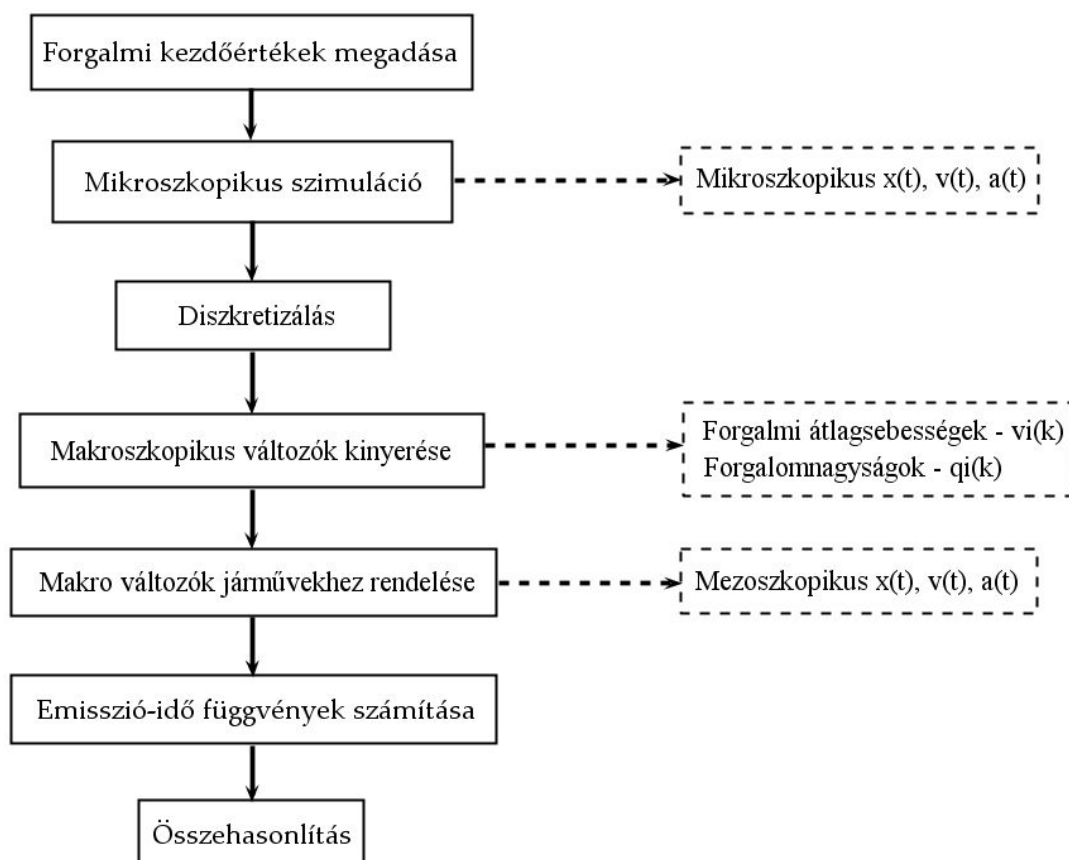 Forgalmi kezdőértékek megadása
Mikroszkopikus szimuláció
Mikroszkopikus x(t), v(t), a(t)
Diszkretizálás
Makroszkopikus változók kinyerése
Forgalmi átlagsebességek - vi(k)
Forgalomnagyságok - qi(k)
Makro változók járművekhez rendelése
Mezoszkopikus x(t), v(t), a(t)
Emisszió-idő függvények számítása
Összehasonlítás